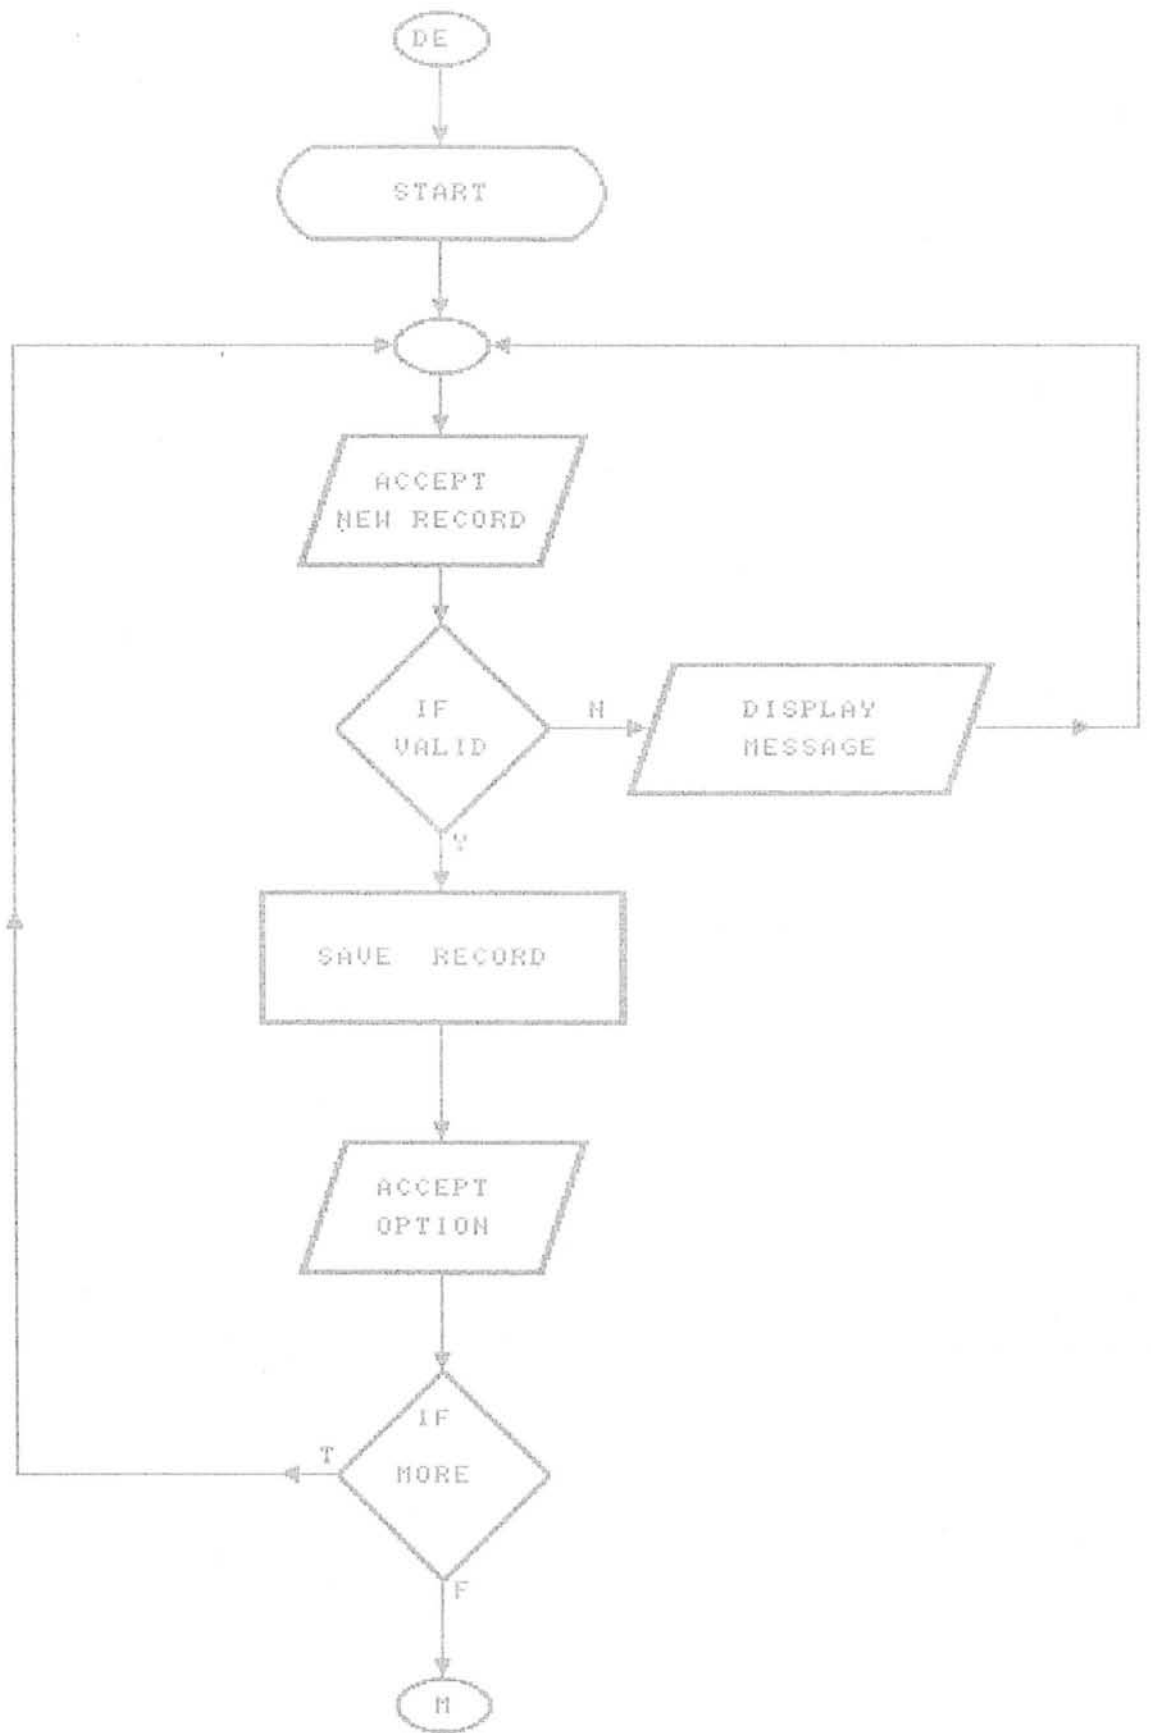 DE
START
ACCEPT
NEW RECORD
IF
VALID
N
DISPLAY
MESSAGE
Y
SAVE RECORD
ACCEPT
OPTION
IF
MORE
T
F
M